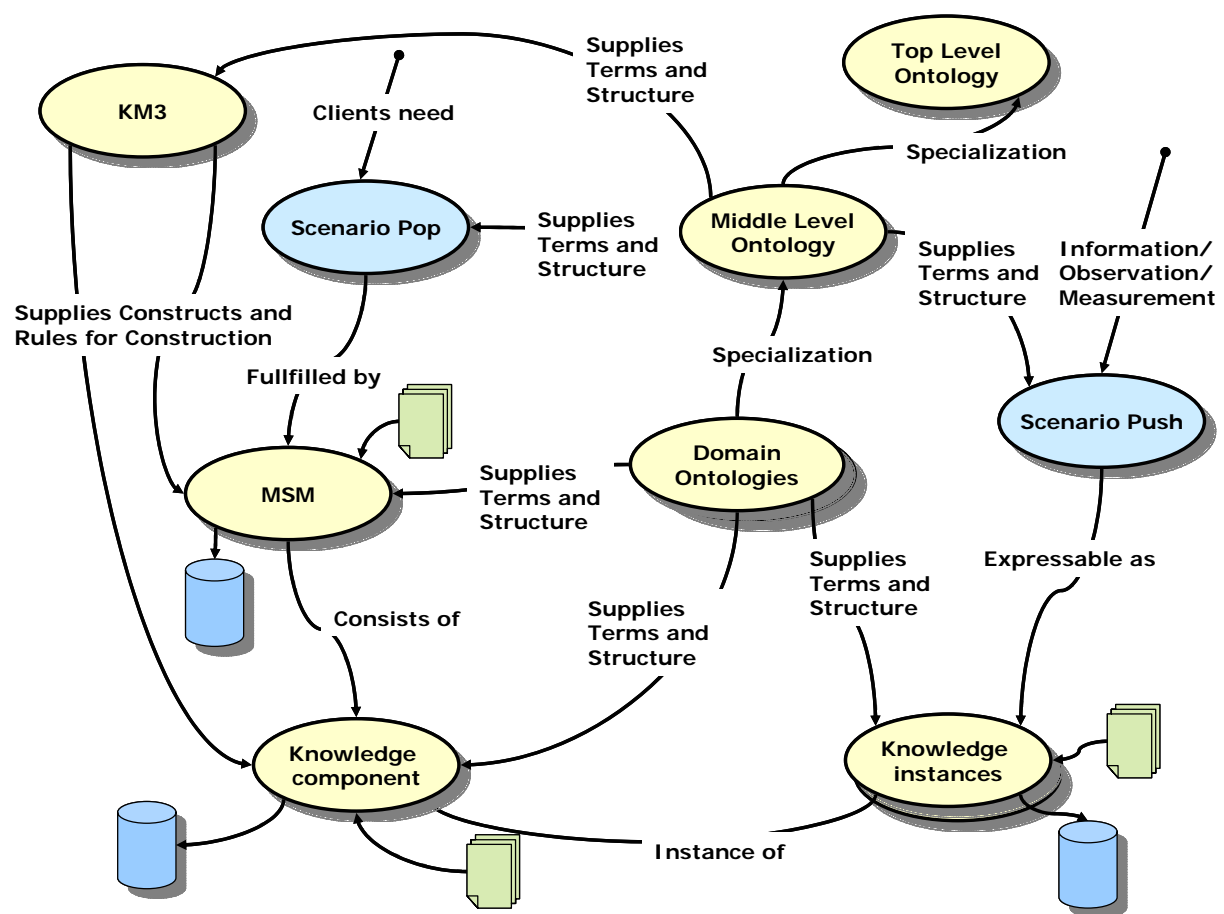 Supplies
Terms and
Structure
Top Level
Ontology
KM3
Clients need
Specialization
Scenario Pop
Supplies
Terms and
Structure
Middle Level
Ontology
Supplies
Terms and
Structure
Information/
Observation/
Measurement
Supplies Constructs and
Rules for Construction
Specialization
Fullfilled by
Scenario Push
Domain
Ontologies
MSM
Supplies
Terms and
Structure
Supplies
Terms and
Structure
Expressable as
Consists of
Supplies
Terms and
Structure
Knowledge
component
Knowledge
instances
Instance of